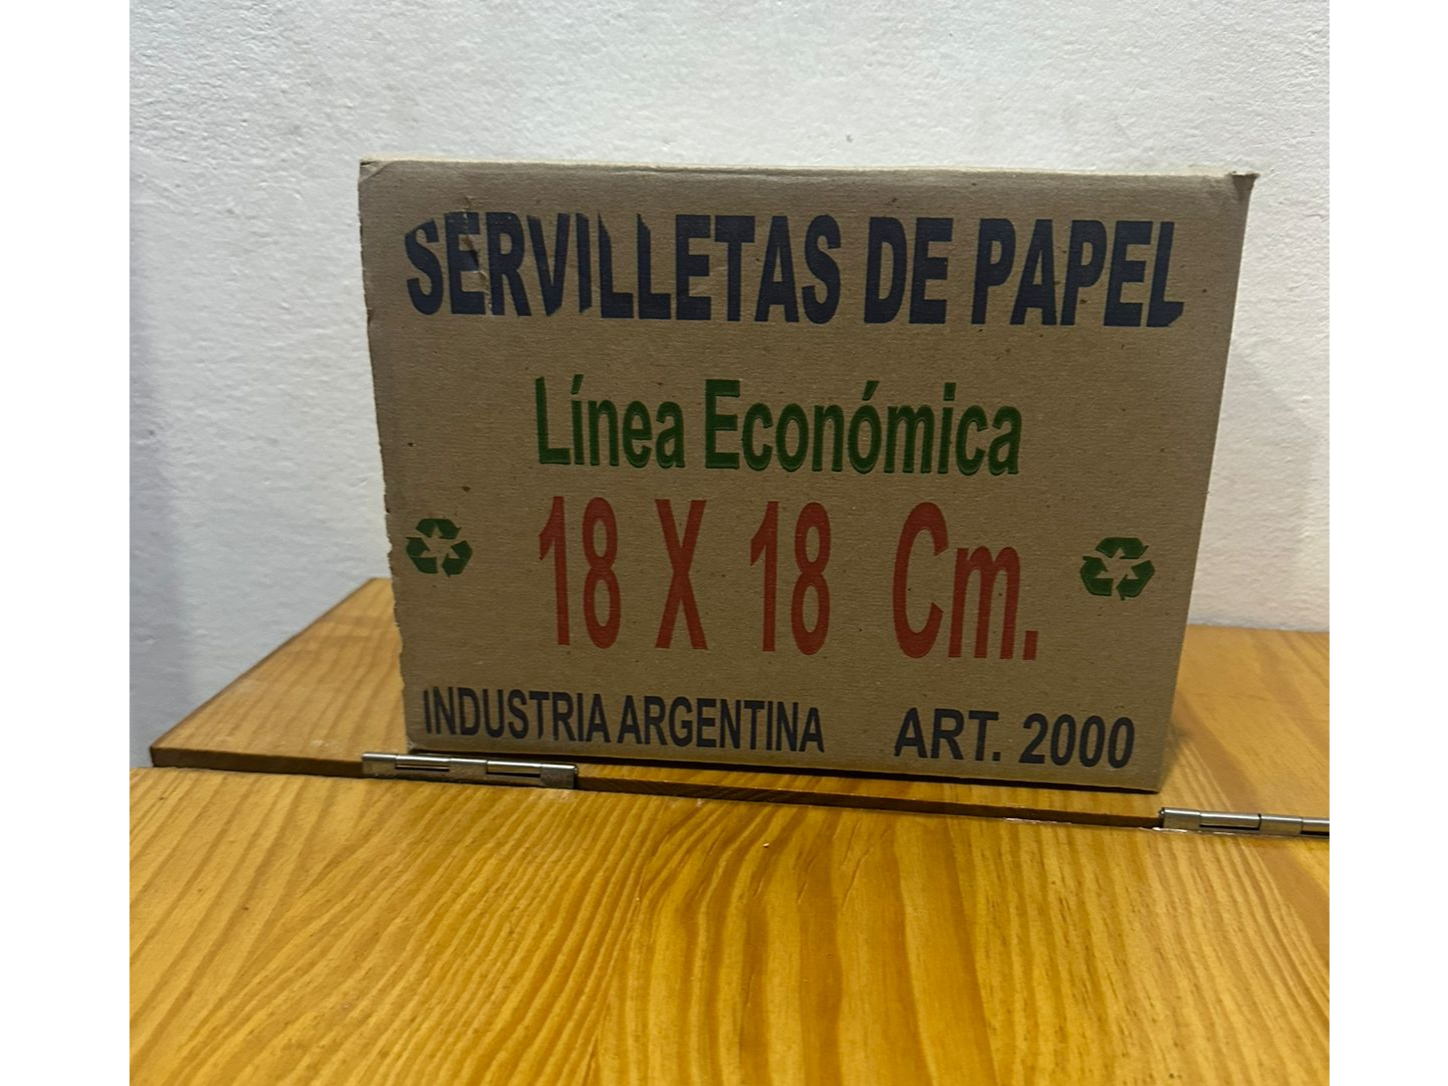 SERVILLETAS DE PAPEL
Línea Económica
18 X 18 Cm.
INDUSTRIA ARGENTINA ART. 2000